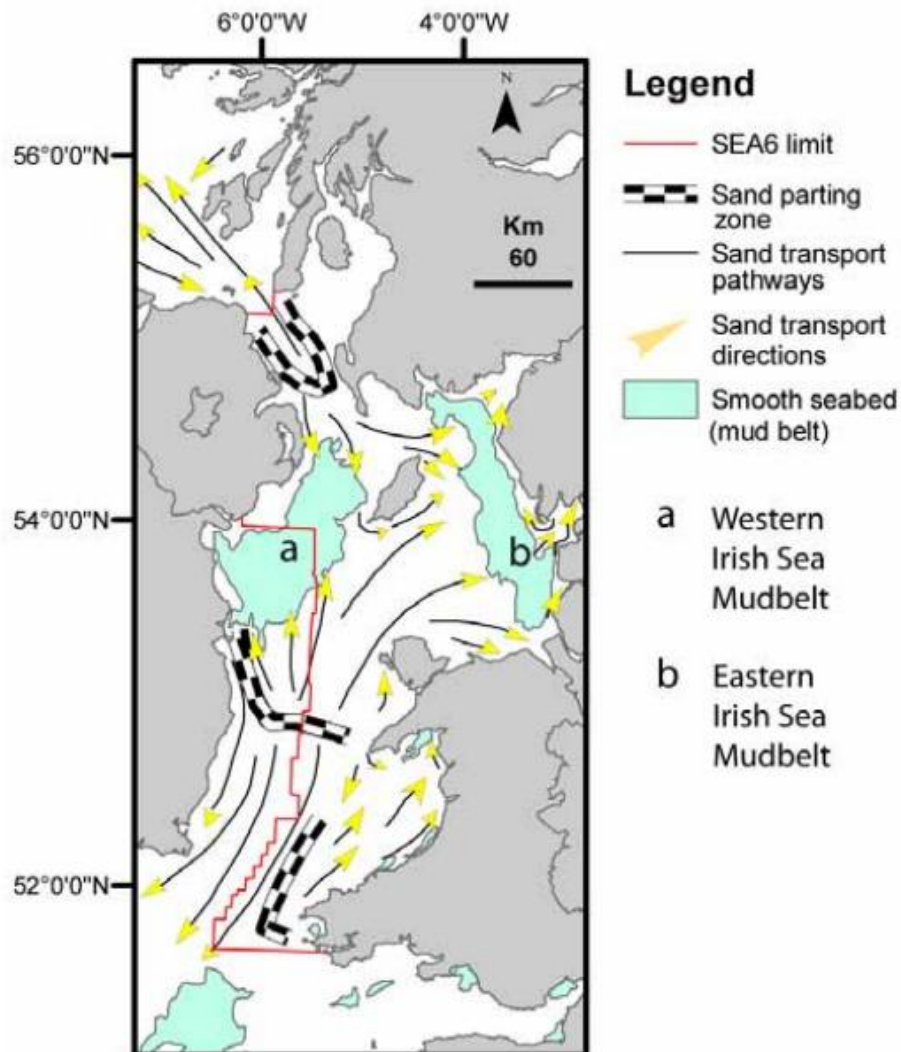 6°0'0"W
4°0'0"W
56°0'0"N
54°0'0"N
52°0'0"N
N
Km
60
a
b
Legend
SEA6 limit
Sand parting
zone
Sand transport
pathways
Sand transport
directions
Smooth seabed
(mud belt)
a Western
Irish Sea
Mudbelt
b Eastern
Irish Sea
Mudbelt